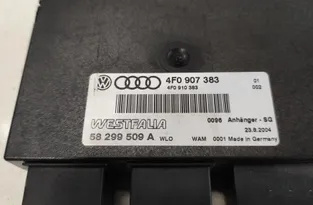 4F0 907 383 01
4F0 910 383 002
WESTFALIA 0096 Anhänger - SG
23.8.2004
58 299 509 A WLO WAM 0001 Made in Germany